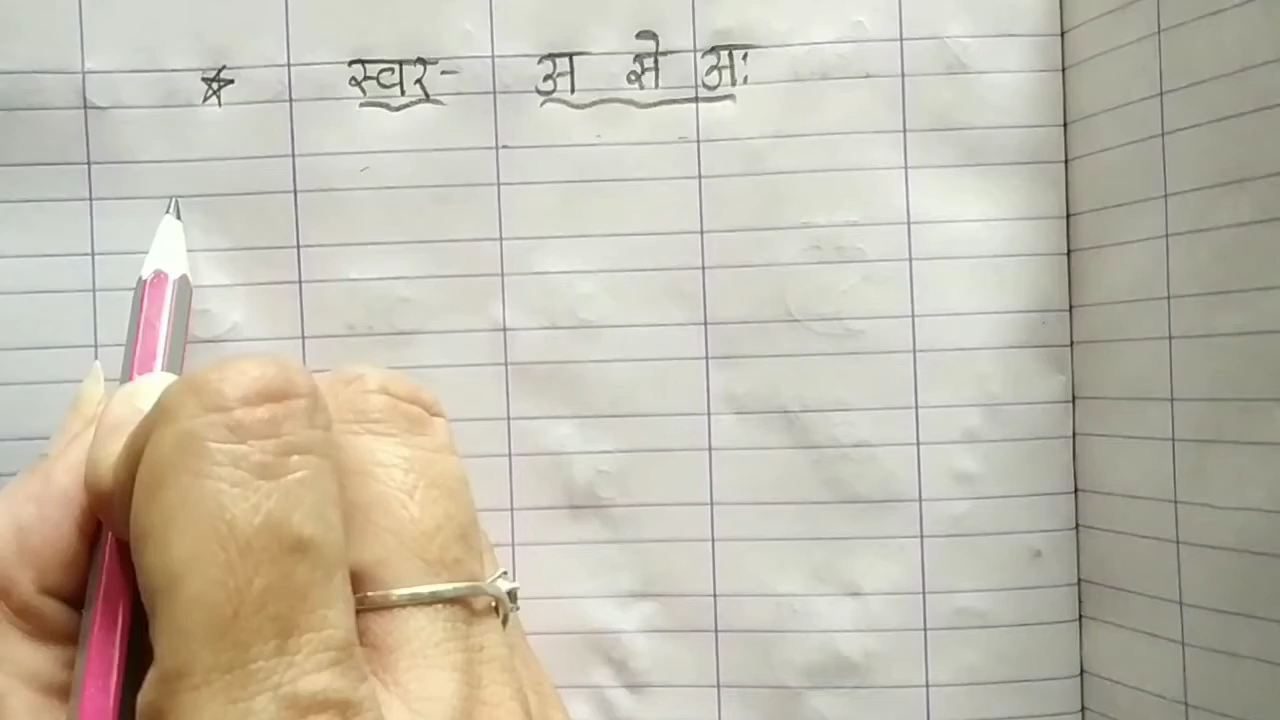 ☆ स्वर- अ से अः